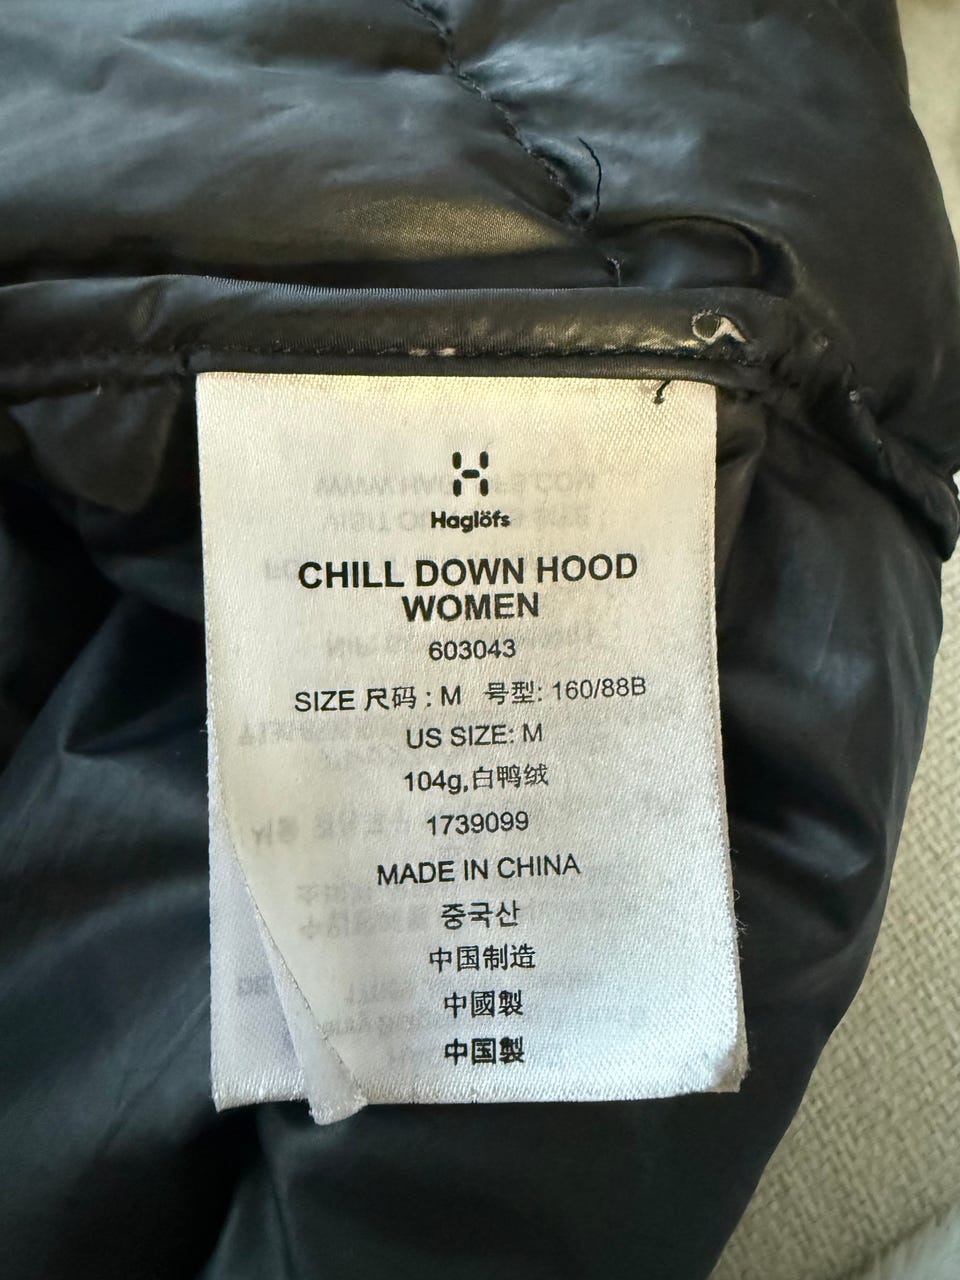 Haglöfs
CHILL DOWN HOOD
WOMEN
603043
SIZE 尺码 : M 号型: 160/88B
US SIZE: M
104g,白鸭绒
1739099
MADE IN CHINA
중국산
中国制造
中國製
中国製